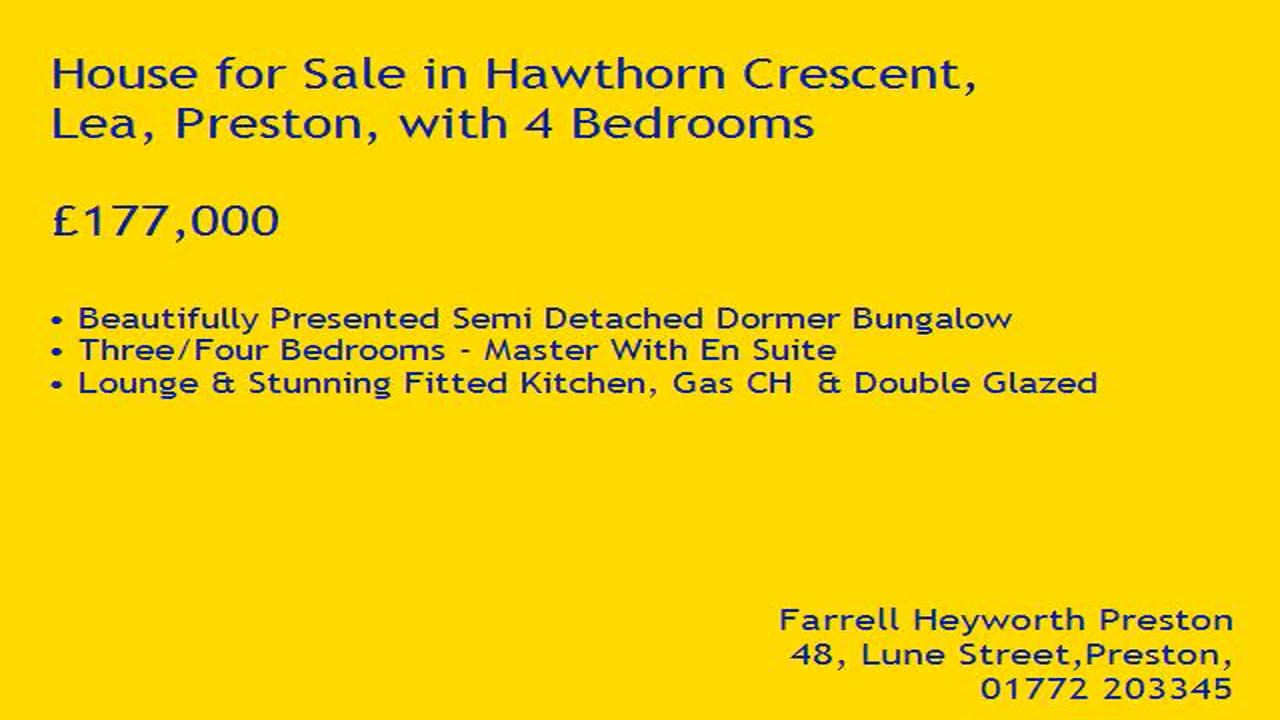 House for Sale in Hawthorn Crescent,
Lea, Preston, with 4 Bedrooms
£177,000
• Beautifully Presented Semi Detached Dormer Bungalow
• Three/Four Bedrooms - Master With En Suite
• Lounge & Stunning Fitted Kitchen, Gas CH  & Double Glazed
Farrell Heyworth Preston
48, Lune Street,Preston,
01772 203345